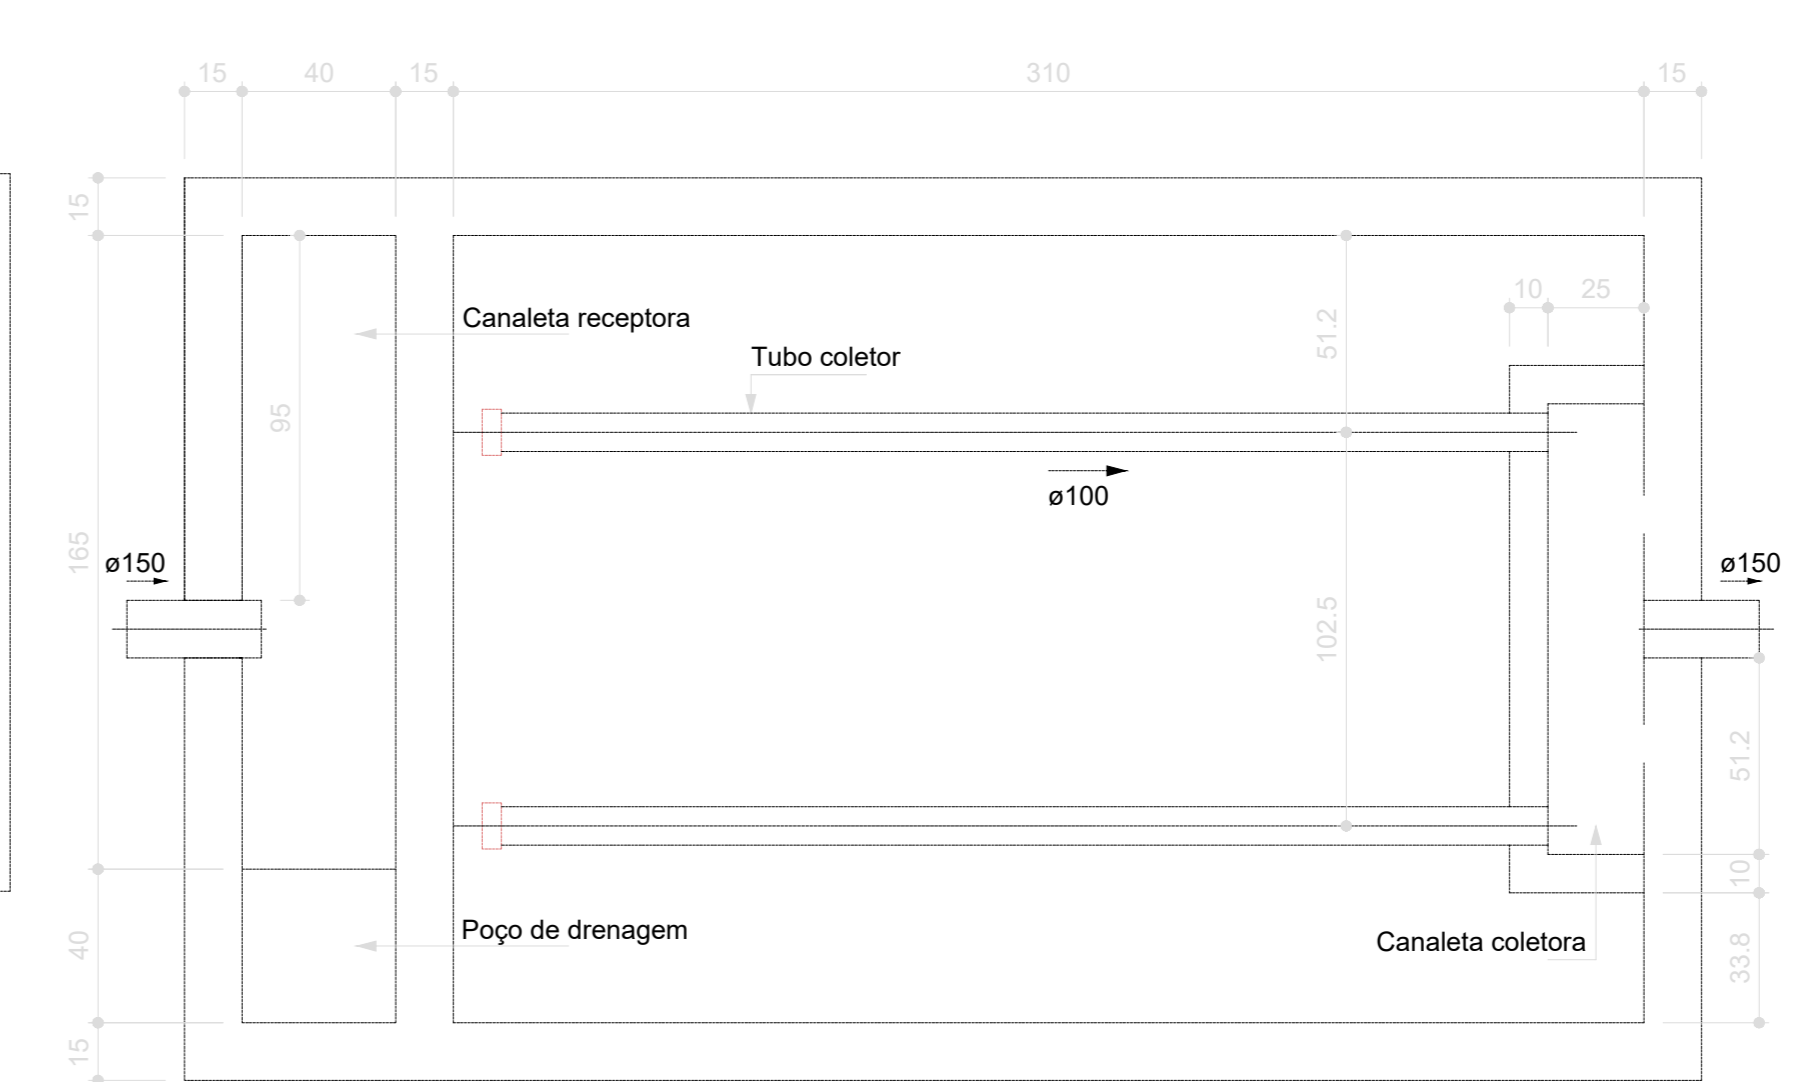 15
40
15
310
15
15
10
25
Canaleta receptora
51.2
Tubo coletor
95
ø100
165
ø150
ø150
102.5
51.2
10
Poço de drenagem
40
Canaleta coletora
33.8
15